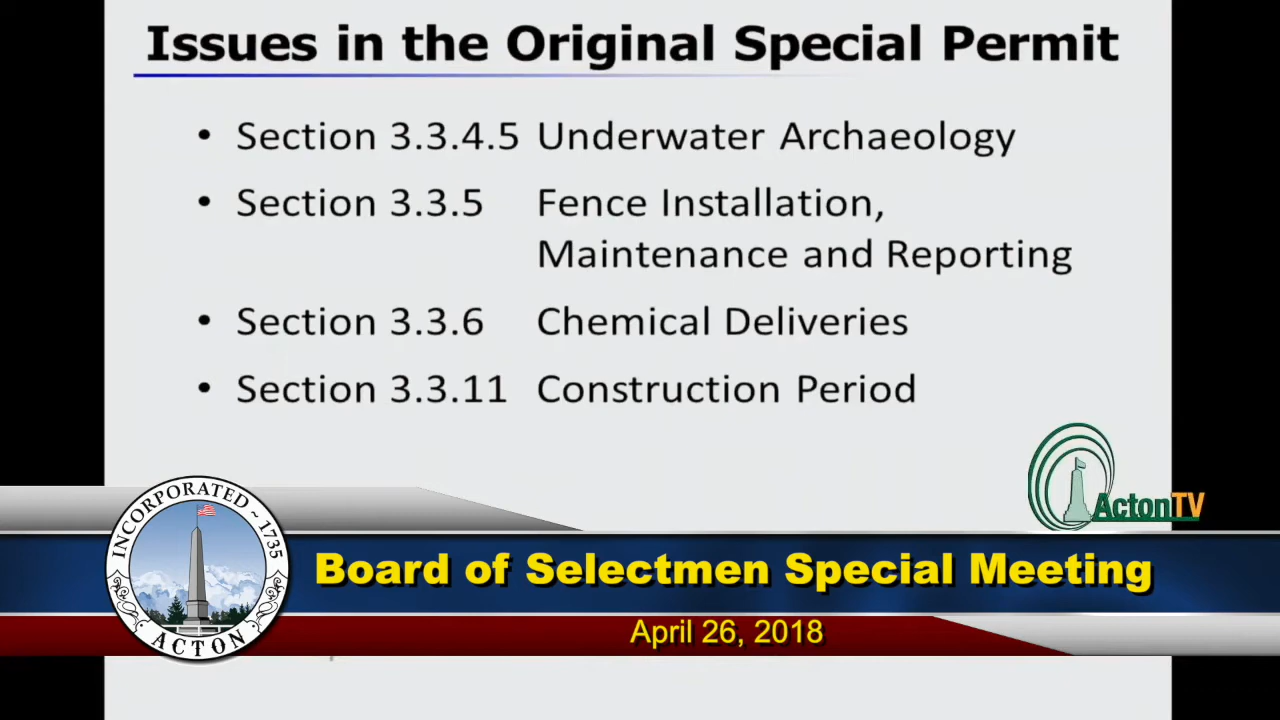 Issues in the Original Special Permit
• Section 3.3.4.5 Underwater Archaeology
• Section 3.3.5 Fence Installation,
Maintenance and Reporting
• Section 3.3.6 Chemical Deliveries
• Section 3.3.11 Construction Period
ActonTV
INCORPORATED ~ 1735
ACTON
Board of Selectmen Special Meeting
April 26, 2018